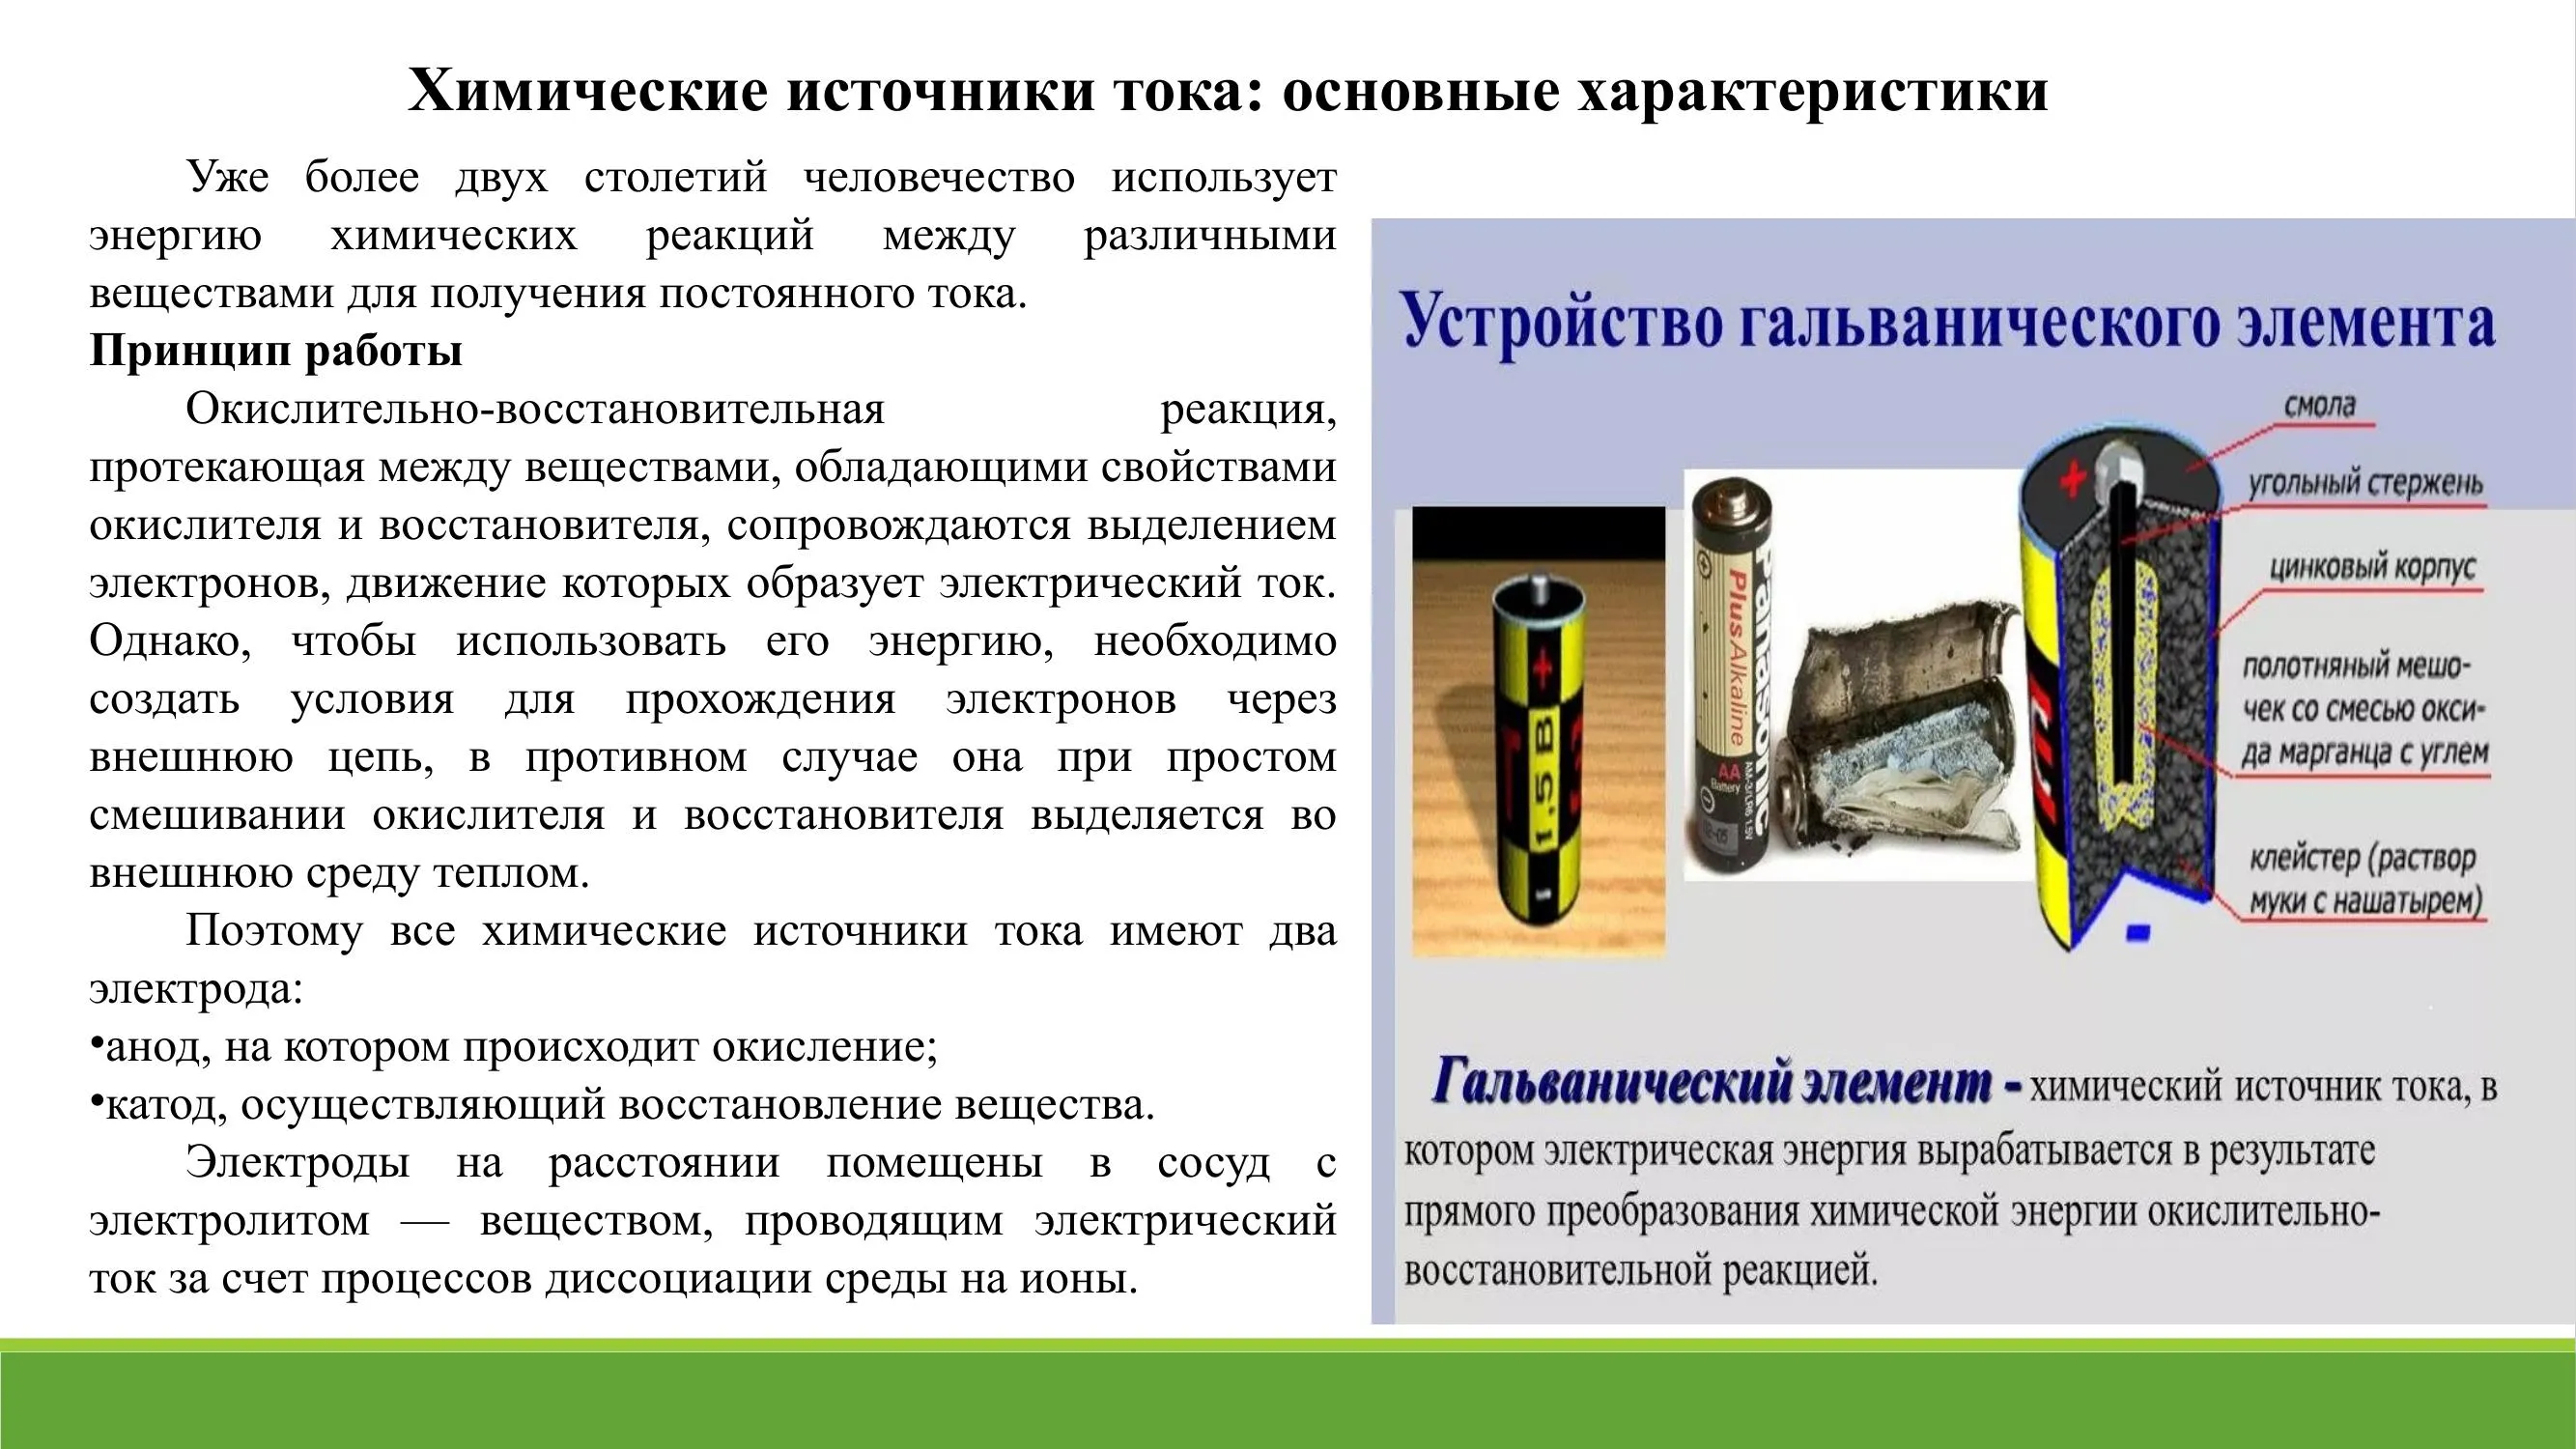 Химические источники тока: основные характеристики
Уже более двух столетий человечество использует
энергию химических реакций между различными
веществами для получения постоянного тока.
Принцип работы
Окислительно-восстановительная реакция,
протекающая между веществами, обладающими свойствами
окислителя и восстановителя, сопровождаются выделением
электронов, движение которых образует электрический ток.
Однако, чтобы использовать его энергию, необходимо
создать условия для прохождения электронов через
внешнюю цепь, в противном случае она при простом
смешивании окислителя и восстановителя выделяется во
внешнюю среду теплом.
Поэтому все химические источники тока имеют два
электрода:
•анод, на котором происходит окисление;
•катод, осуществляющий восстановление вещества.
Электроды на расстоянии помещены в сосуд с
электролитом — веществом, проводящим электрический
ток за счет процессов диссоциации среды на ионы.
Устройство гальванического элемента
+
1,5 В
Panasonic
Plus Alkaline
AA
Battery
+
смола
угольный стержень
цинковый корпус
полотняный мешо-
чек со смесью окси-
да марганца с углем
клейстер (раствор
муки с нашатырем)
-
Гальванический элемент - химический источник тока, в
котором электрическая энергия вырабатывается в результате
прямого преобразования химической энергии окислительно-
восстановительной реакцией.